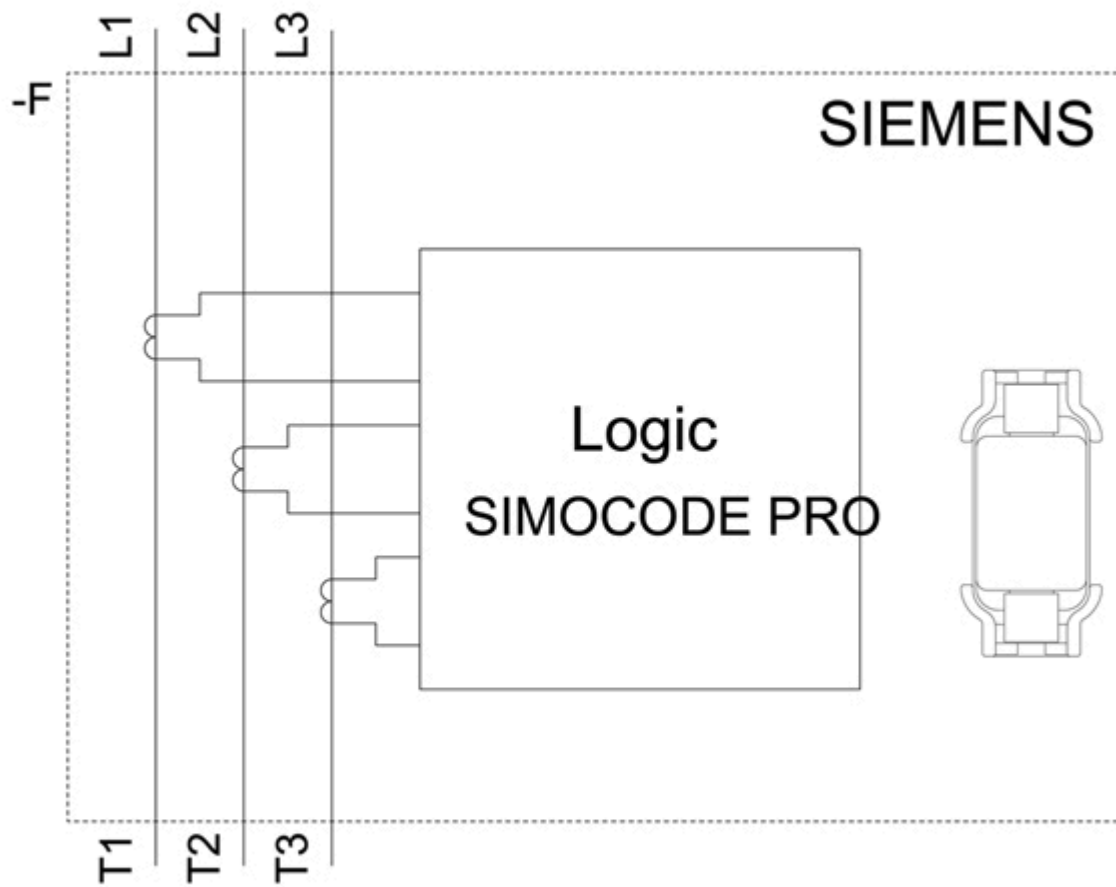 L1 L2 L3
-F
SIEMENS
Logic
SIMOCODE PRO
T1 T2 T3